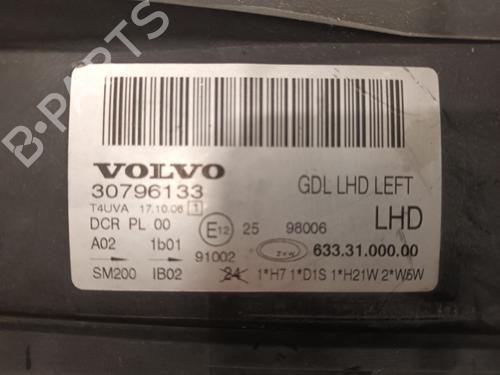 B-PARTS
VOLVO
30796133
GDL LHD LEFT
T4UVA 17.10.06 1
LHD
DCR PL 00
E12 25 98006
A02 1b01
91002
633.31.000.00
SM200 IB02
24 1*H7 1*D1S 1*H21W 2*W5W